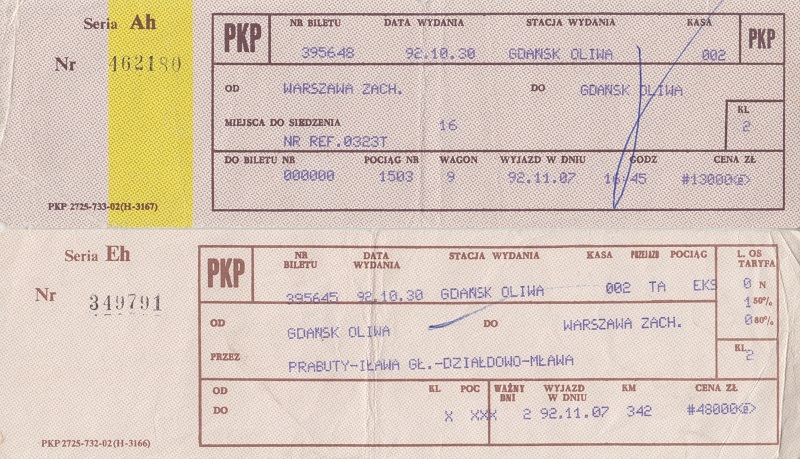 Seria Ah
Nr 462180
PKP
NR BILETU DATA WYDANIA STACJA WYDANIA KASA
395648 92.10.30 GDAŃSK OLIWA 002
PKP
OD WARSZAWA ZACH. DO GDAŃSK OLIWA
MIEJSCA DO SIEDZENIA 16
NR REF.0323T
KL
2
DO BILETU NR POCIĄG NR WAGON WYJAZD W DNIU GODZ CENA ZŁ
000000 1503 9 92.11.07 16 45 #13000
PKP 2725-733-02(H-3167)
Seria Eh
Nr 349791
PKP
NR BILETU DATA WYDANIA STACJA WYDANIA KASA PRZEJAZD POCIĄG
395645 92.10.30 GDAŃSK OLIWA 002 TA EKS
L. OS TARYFA
0 N
1 50%
0 80%
OD GDAŃSK OLIWA DO WARSZAWA ZACH.
PRZEZ PRABUTY-IŁAWA GŁ.-DZIAŁDOWO-MŁAWA
KL
2
OD KL POC WAŻNY DNI WYJAZD W DNIU KM CENA ZŁ
DO X XXX 2 92.11.07 342 #48000
PKP 2725-732-02(H-3166)